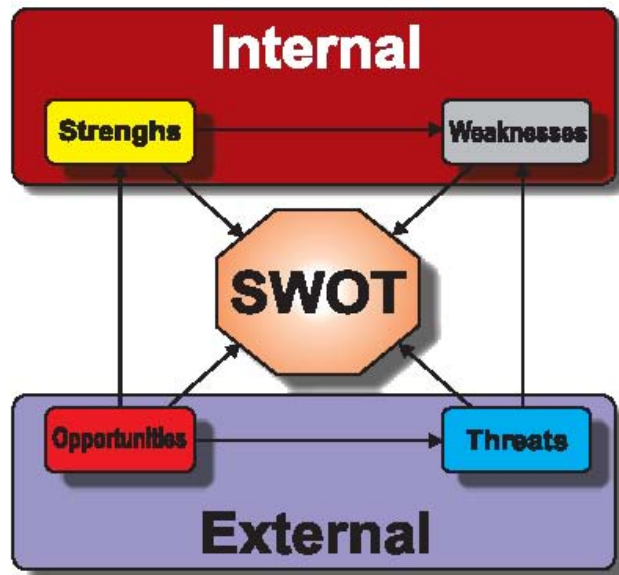 Internal
Strenghs
Weaknesses
SWOT
Opportunities
Threats
External